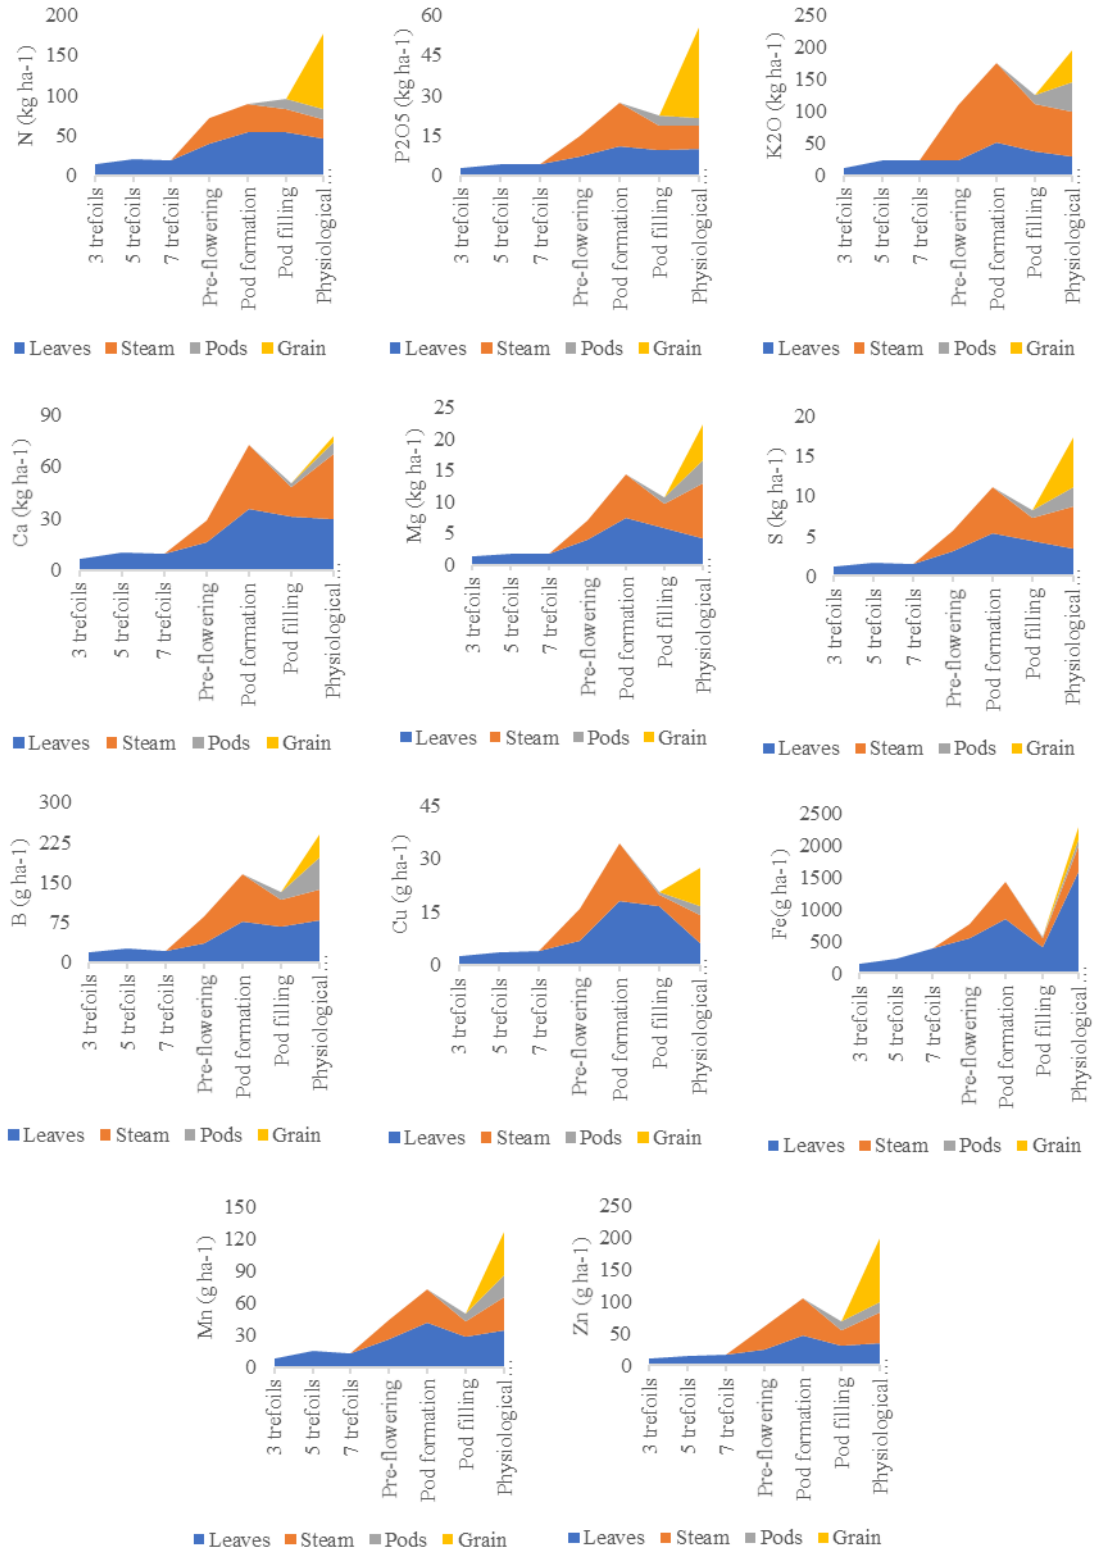 N (kg ha-1)
200
150
100
50
0
3 trefoils
5 trefoils
7 trefoils
Pre-flowering
Pod formation
Pod filling
Physiological…
Leaves Steam Pods Grain
P2O5 (kg ha-1)
60
45
30
15
0
3 trefoils
5 trefoils
7 trefoils
Pre-flowering
Pod formation
Pod filling
Physiological…
Leaves Steam Pods Grain
K2O (kg ha-1)
250
200
150
100
50
0
3 trefoils
5 trefoils
7 trefoils
Pre-flowering
Pod formation
Pod filling
Physiological…
Leaves Steam Pods Grain
Ca (kg ha-1)
90
60
30
0
3 trefoils
5 trefoils
7 trefoils
Pre-flowering
Pod formation
Pod filling
Physiological…
Leaves Steam Pods Grain
Mg (kg ha-1)
25
20
15
10
5
0
3 trefoils
5 trefoils
7 trefoils
Pre-flowering
Pod formation
Pod filling
Physiological…
Leaves Steam Pods Grain
S (kg ha-1)
20
15
10
5
0
3 trefoils
5 trefoils
7 trefoils
Pre-flowering
Pod formation
Pod filling
Physiological…
Leaves Steam Pods Grain
B (g ha-1)
300
225
150
75
0
3 trefoils
5 trefoils
7 trefoils
Pre-flowering
Pod formation
Pod filling
Physiological…
Leaves Steam Pods Grain
Cu (g ha-1)
45
30
15
0
3 trefoils
5 trefoils
7 trefoils
Pre-flowering
Pod formation
Pod filling
Physiological…
Leaves Steam Pods Grain
Fe(g ha-1)
2500
2000
1500
1000
500
0
3 trefoils
5 trefoils
7 trefoils
Pre-flowering
Pod formation
Pod filling
Physiological…
Leaves Steam Pods Grain
Mn (g ha-1)
150
120
90
60
30
0
3 trefoils
5 trefoils
7 trefoils
Pre-flowering
Pod formation
Pod filling
Physiological…
Leaves Steam Pods Grain
Zn (g ha-1)
250
200
150
100
50
0
3 trefoils
5 trefoils
7 trefoils
Pre-flowering
Pod formation
Pod filling
Physiological…
Leaves Steam Pods Grain